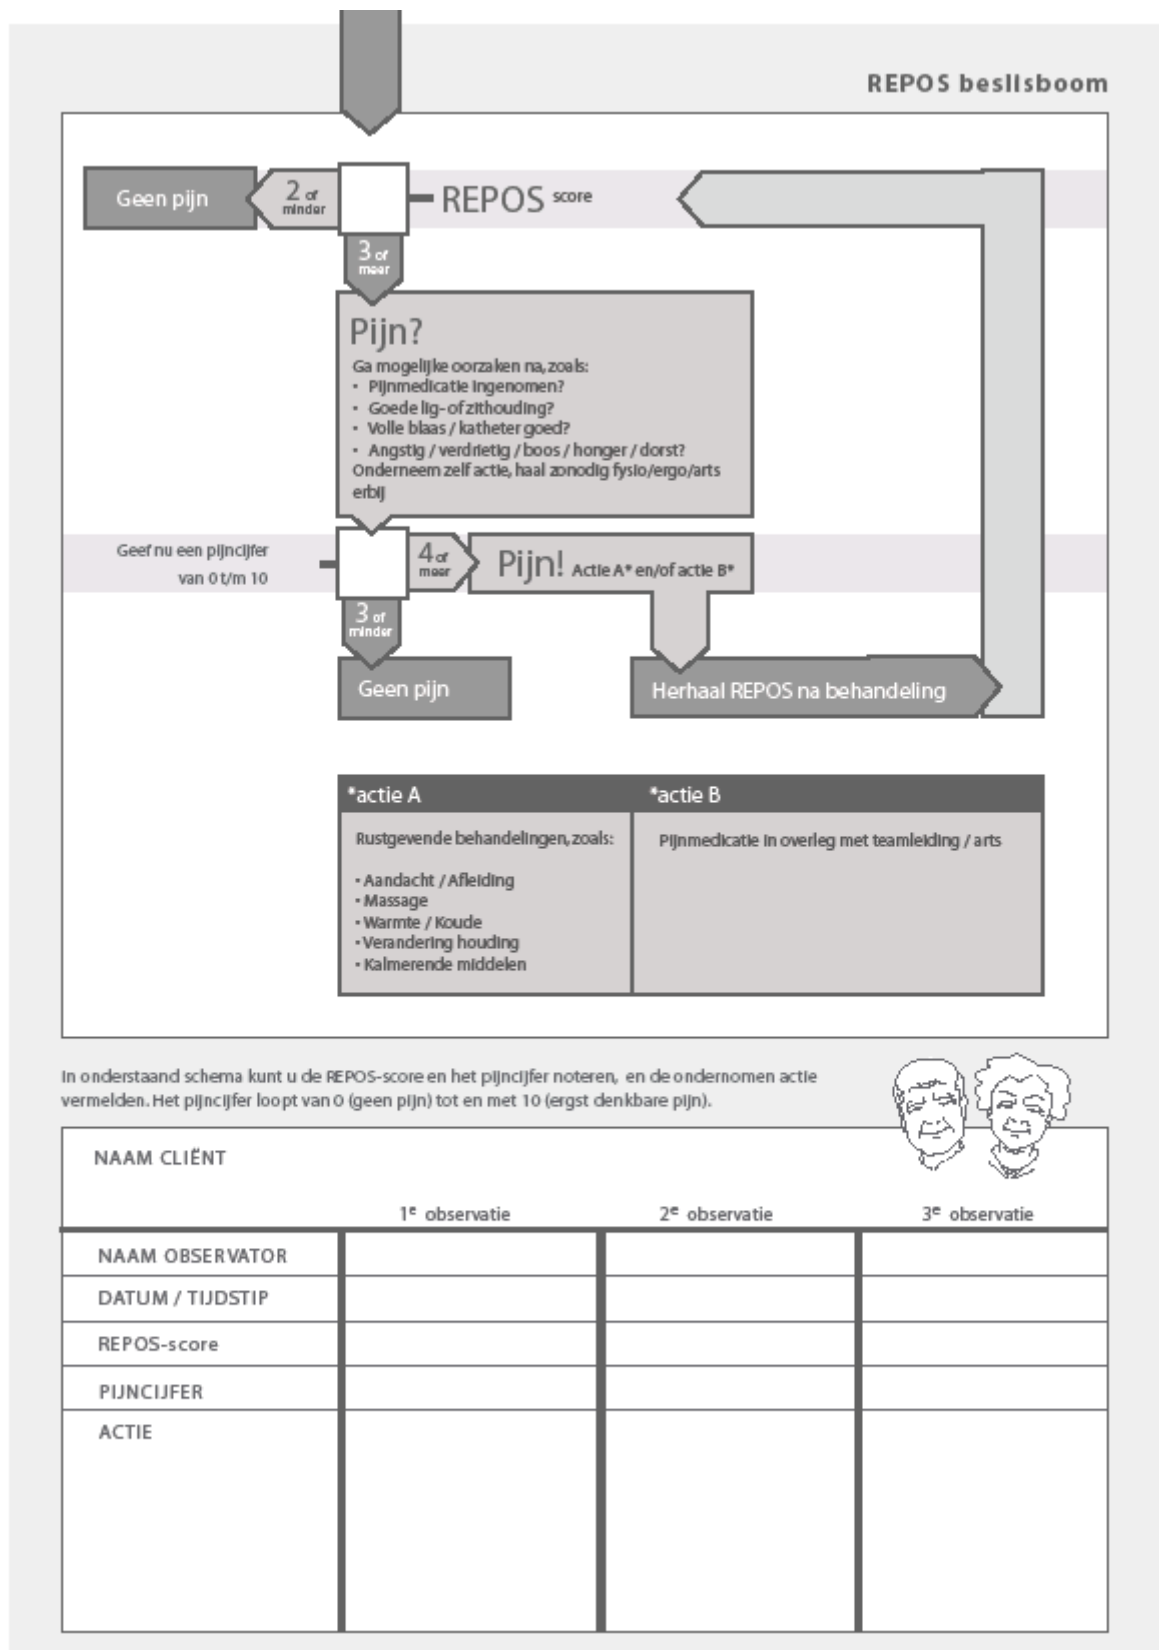 REPOS beslisboom
Geen pijn
2 of
minder
REPOS score
3 of
meer
Pijn?
Ga mogelijke oorzaken na, zoals:
• Pijnmedicatie ingenomen?
• Goede lig- of zithouding?
• Volle blaas / katheter goed?
• Angstig / verdrietig / boos / honger / dorst?
Onderneem zelf actie, haal zonodig fysio/ergo/arts
erbij
Geef nu een pijncijfer
van 0 t/m 10
4 of
meer
Pijn! Actie A* en/of actie B*
3 of
minder
Geen pijn
Herhaal REPOS na behandeling
*actie A
*actie B
Rustgevende behandelingen, zoals:
• Aandacht / Afleiding
• Massage
• Warmte / Koude
• Verandering houding
• Kalmerende middelen
Pijnmedicatie in overleg met teamleiding / arts
In onderstaand schema kunt u de REPOS-score en het pijncijfer noteren, en de ondernomen actie
vermelden. Het pijncijfer loopt van 0 (geen pijn) tot en met 10 (ergst denkbare pijn).
NAAM CLIËNT
1e observatie 2e observatie 3e observatie
NAAM OBSERVATOR
DATUM / TIJDSTIP
REPOS-score
PIJNCIJFER
ACTIE